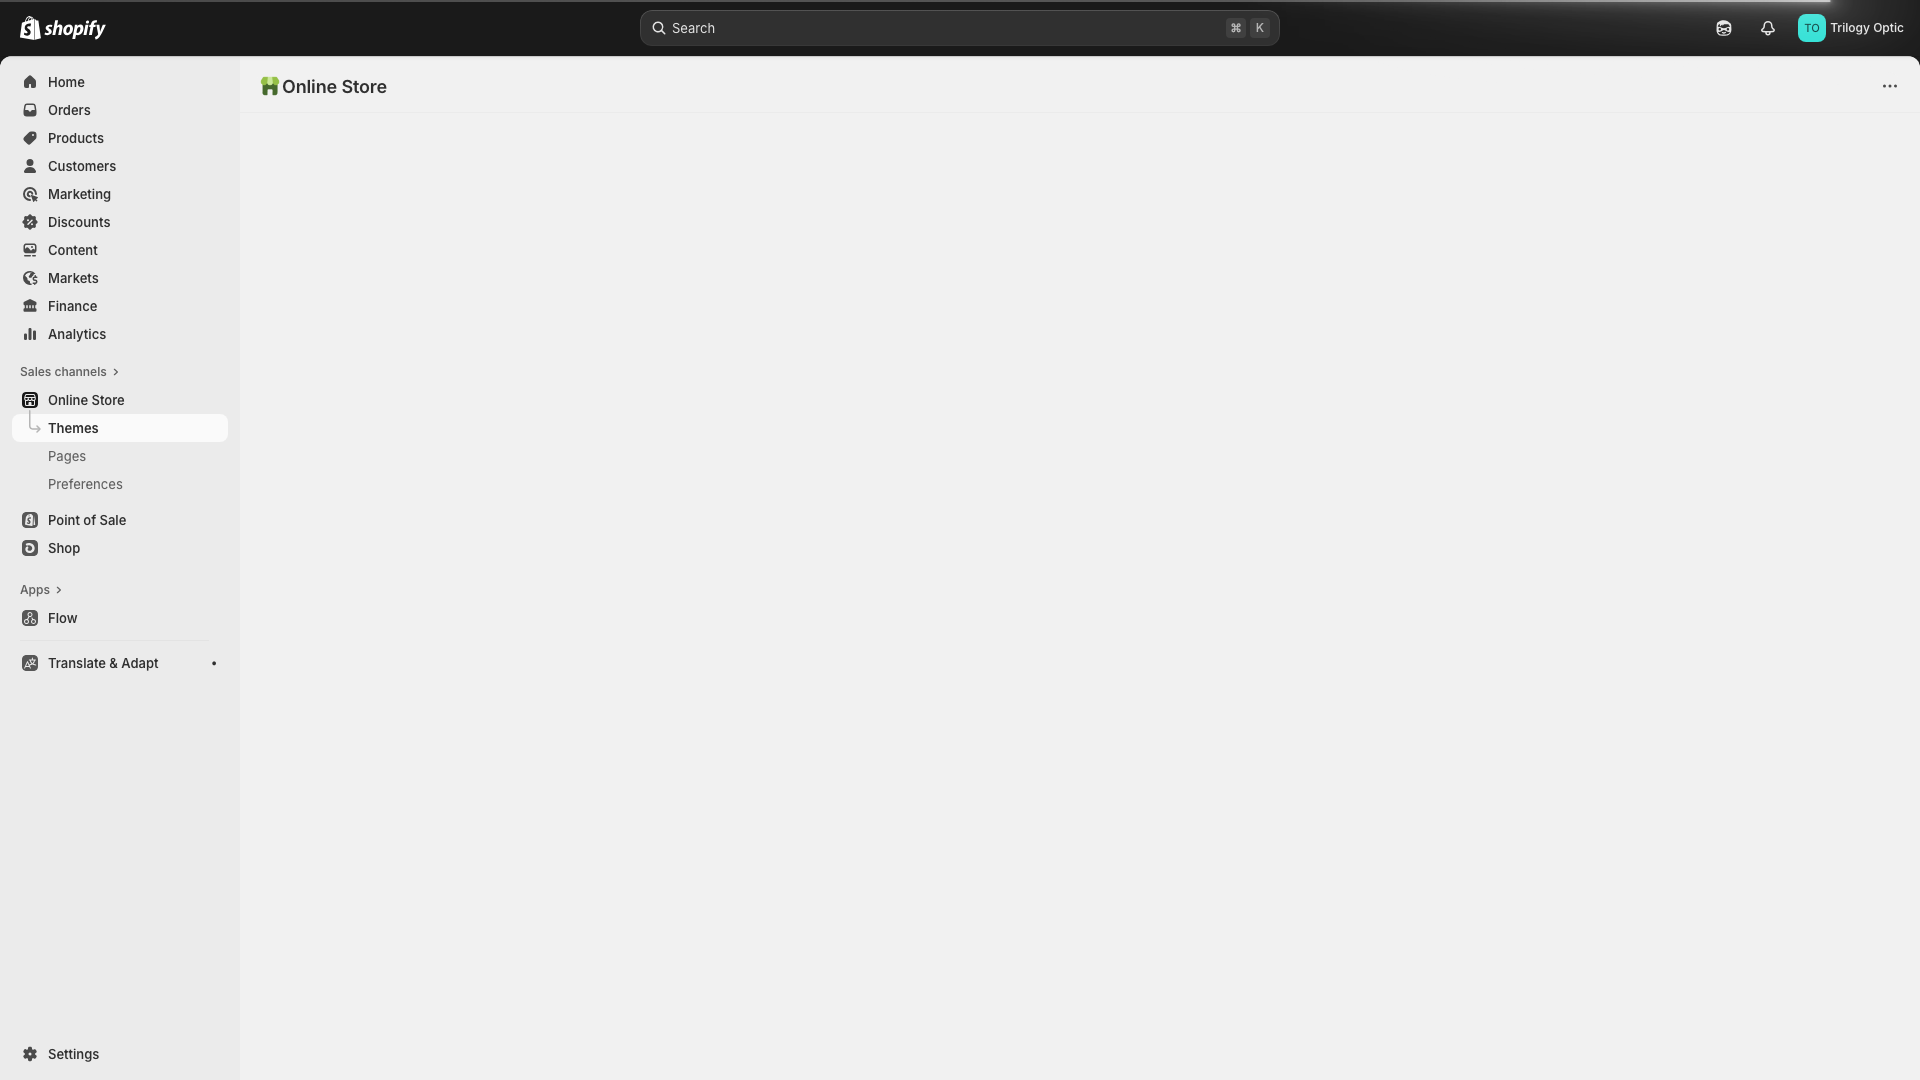 shopify
Search
⌘ K
TO
Trilogy Optic
Home
Orders
Products
Customers
Marketing
Discounts
Content
Markets
Finance
Analytics
Sales channels
Online Store
Themes
Pages
Preferences
Point of Sale
Shop
Apps
Flow
Translate & Adapt
Settings
Online Store